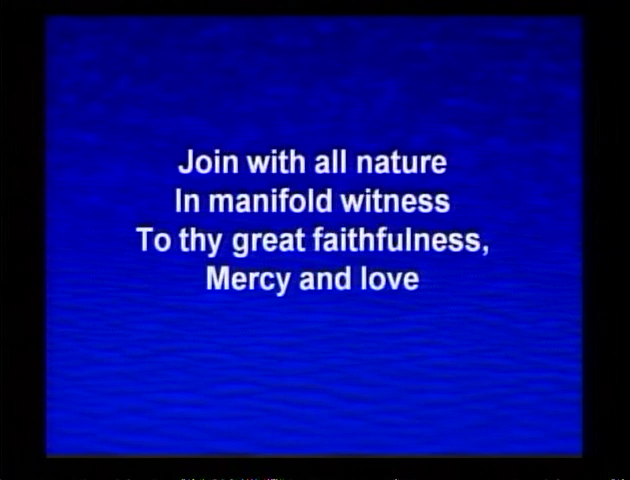 Join with all nature
In manifold witness
To thy great faithfulness,
Mercy and love